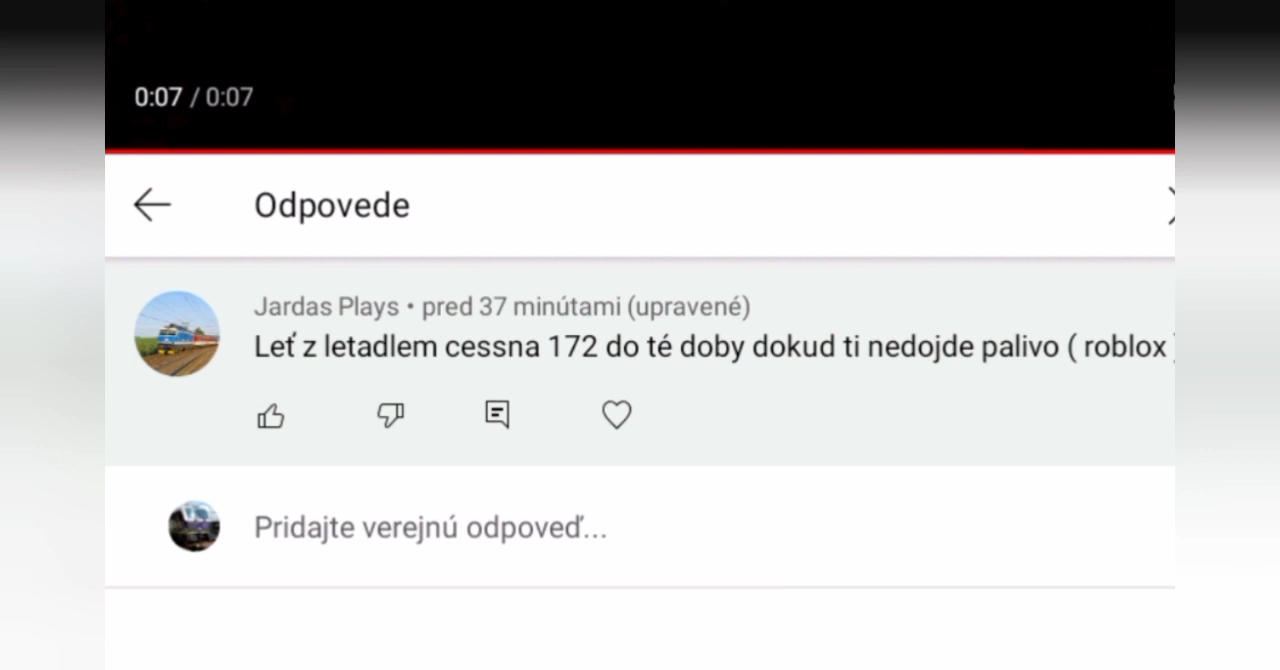 0:07 / 0:07
Odpovede
Jardas Plays • pred 37 minútami (upravené)
Leť z letadlem cessna 172 do té doby dokud ti nedojde palivo ( roblox )
Pridajte verejnú odpoveď...